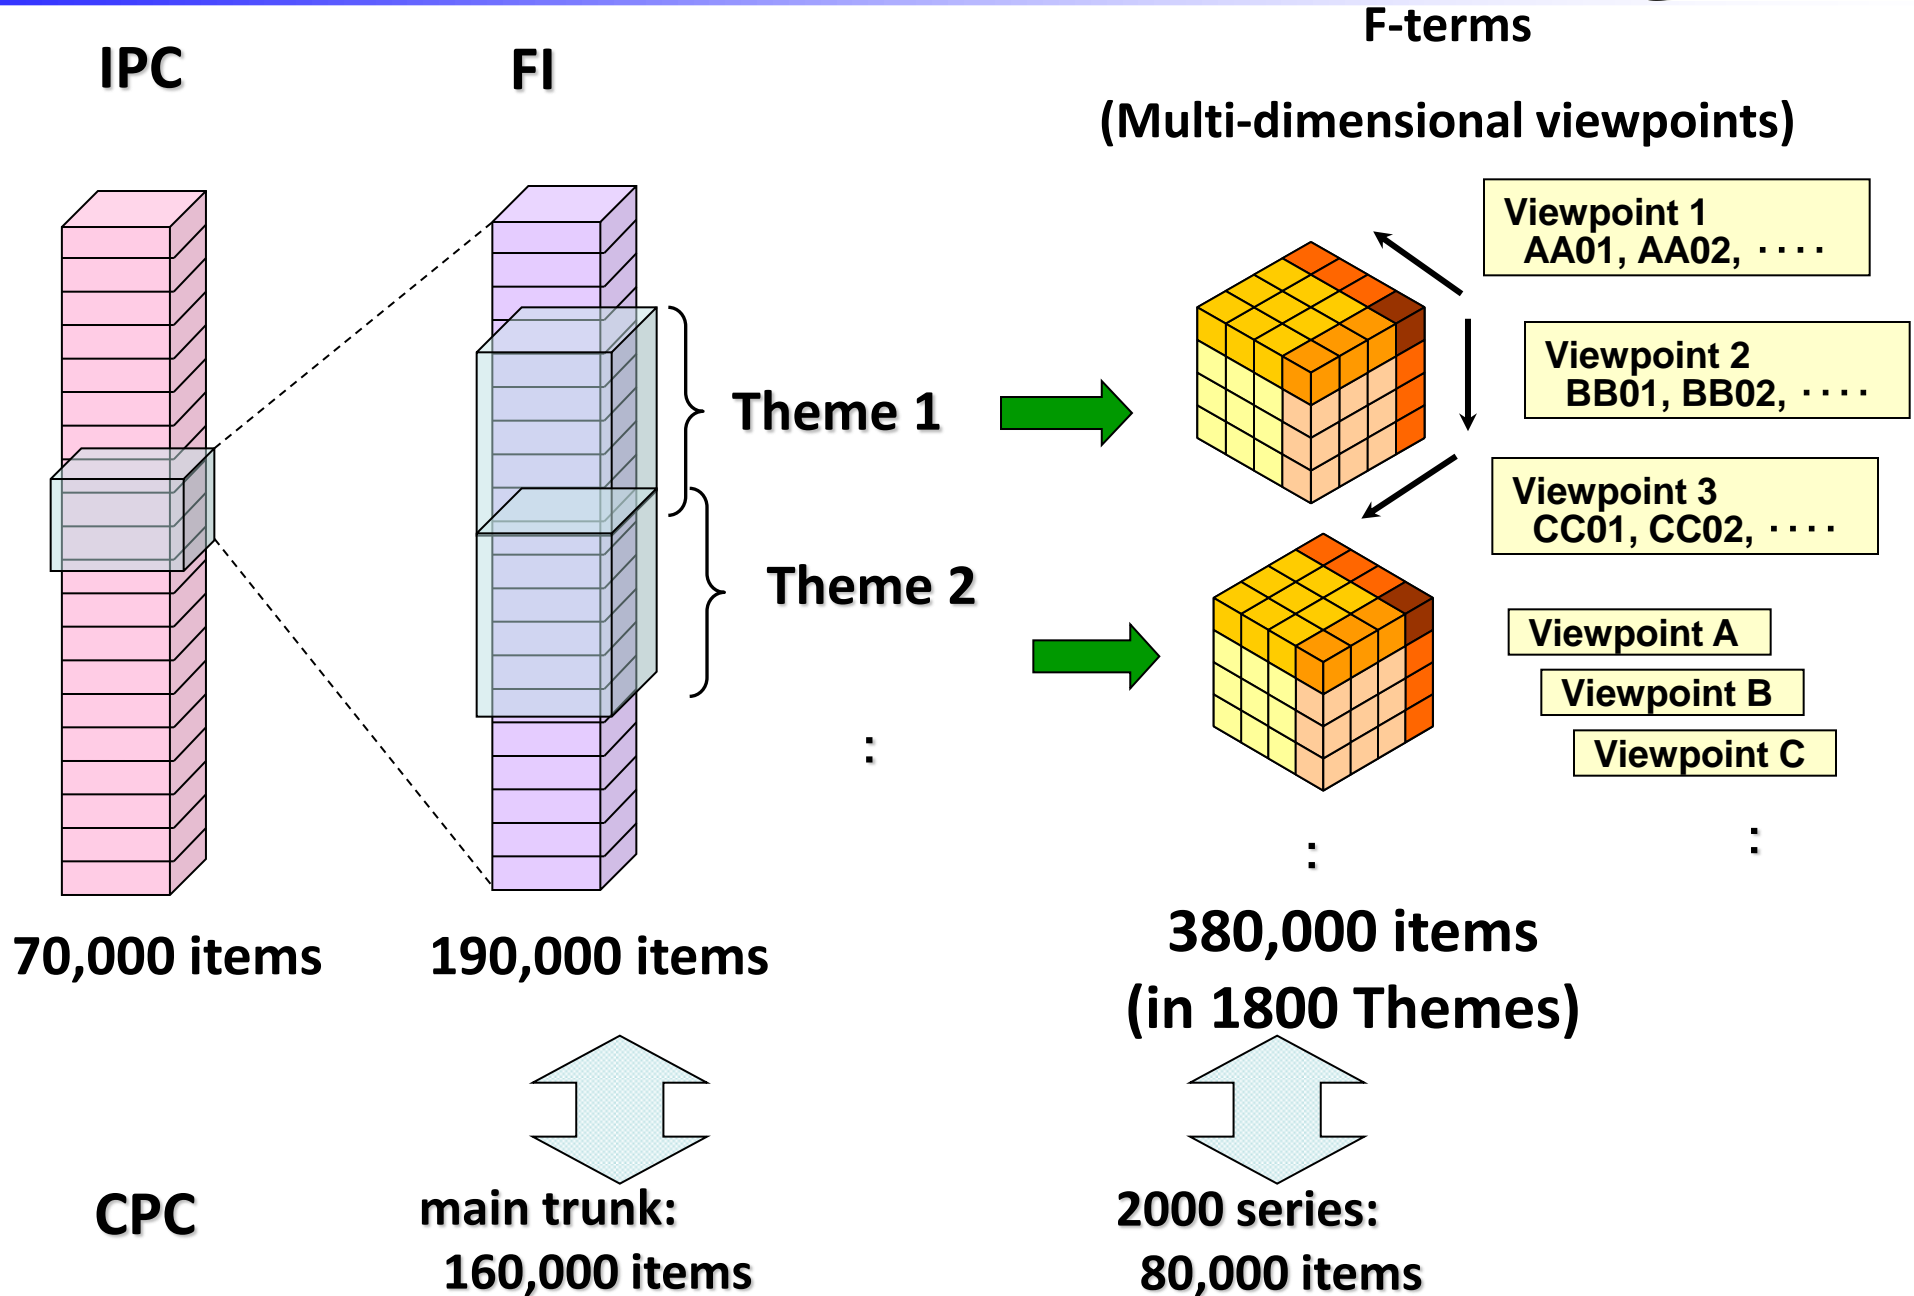 IPC
FI
F-terms
(Multi-dimensional viewpoints)
Viewpoint 1
AA01, AA02, ····
Viewpoint 2
BB01, BB02, ····
Viewpoint 3
CC01, CC02, ····
Theme 1
Theme 2
:
Viewpoint A
Viewpoint B
Viewpoint C
:
:
70,000 items
190,000 items
380,000 items
(in 1800 Themes)
CPC
main trunk:
160,000 items
2000 series:
80,000 items